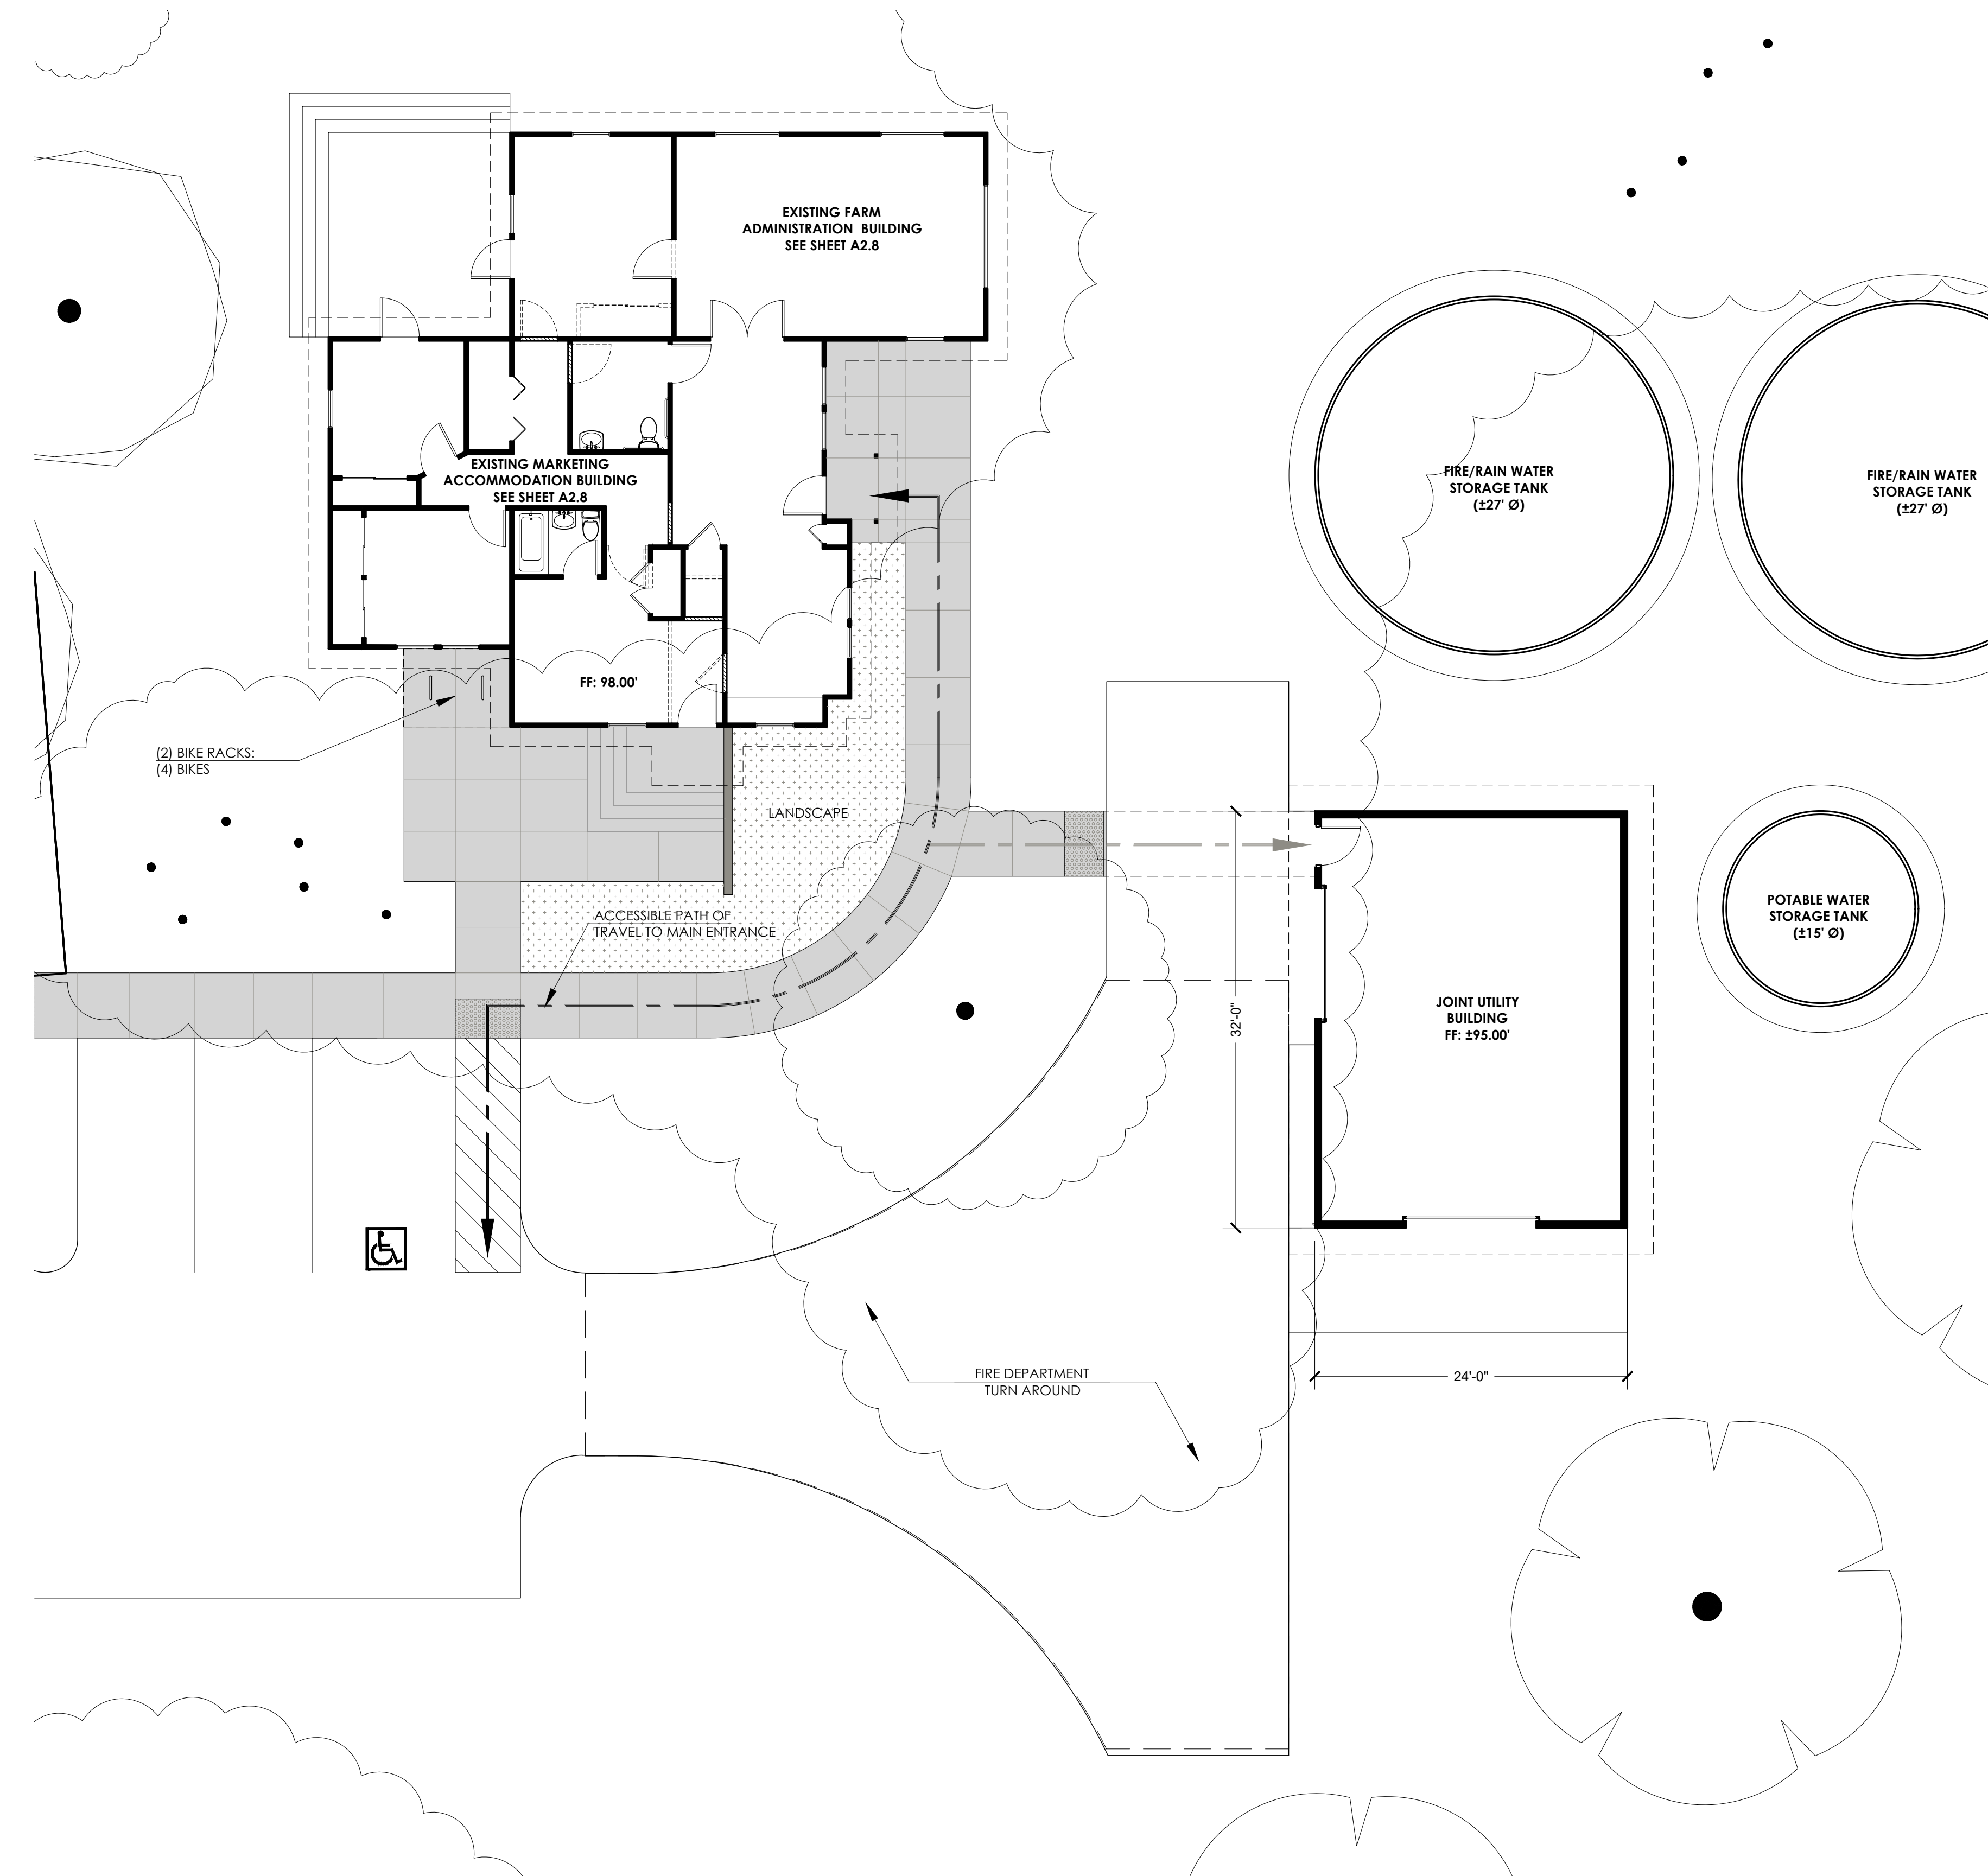 EXISTING FARM
ADMINISTRATION BUILDING
SEE SHEET A2.8
EXISTING MARKETING
ACCOMMODATION BUILDING
SEE SHEET A2.8
FIRE/RAIN WATER
STORAGE TANK
(±27' Ø)
FIRE/RAIN WATER
STORAGE TANK
(±27' Ø)
FF: 98.00'
(2) BIKE RACKS:
(4) BIKES
LANDSCAPE
ACCESSIBLE PATH OF
TRAVEL TO MAIN ENTRANCE
POTABLE WATER
STORAGE TANK
(±15' Ø)
32'-0"
JOINT UTILITY
BUILDING
FF: ±95.00'
FIRE DEPARTMENT
TURN AROUND
24'-0"